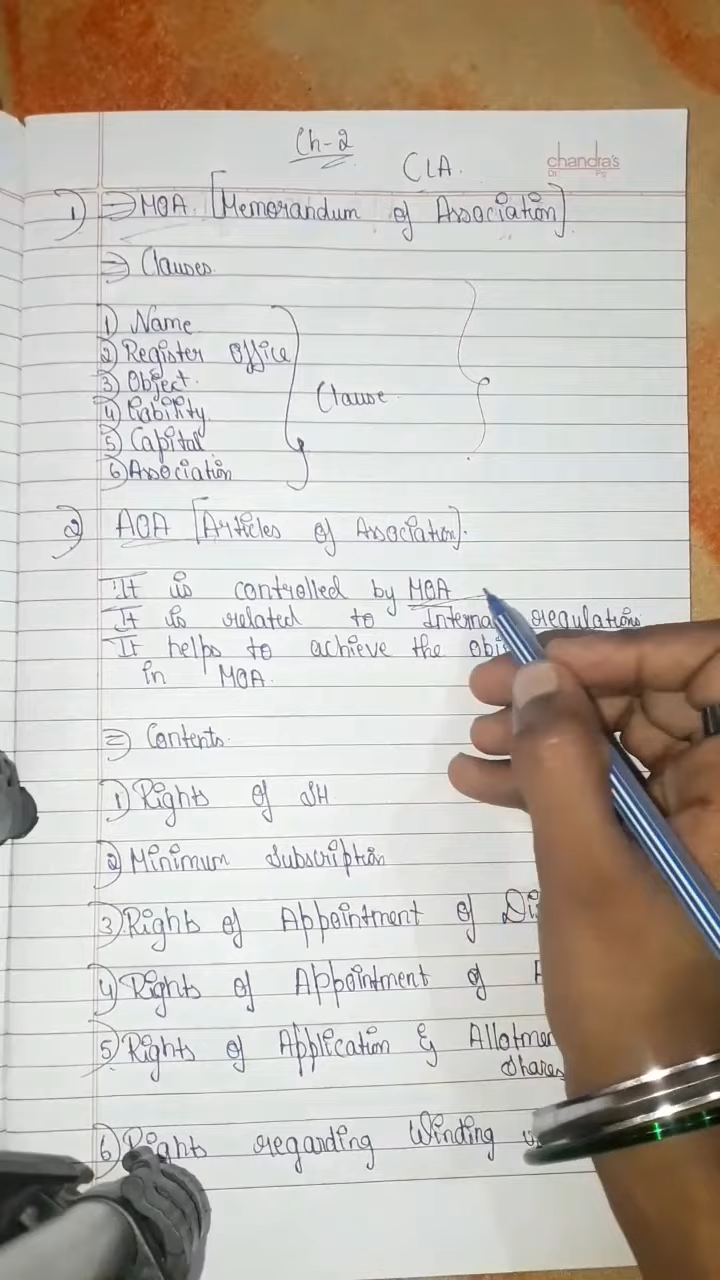 Ch-2
CLA.
chandra's
1) => MOA [Memorandum of Association]
=> Clauses.
1) Name
2) Register office
3) Object.
4) Liability.
5) Capital
6) Association
Clause
2) AOA [Articles of Association].
It is controlled by MOA
It is related to Internal regulations
It helps to achieve the
in MOA.
=> Contents.
1) Rights of SH
2) Minimum Subscription
3) Rights of Appointment of
4) Rights of Appointment of
5) Rights of Application & 
Shares
6) Rights regarding Winding